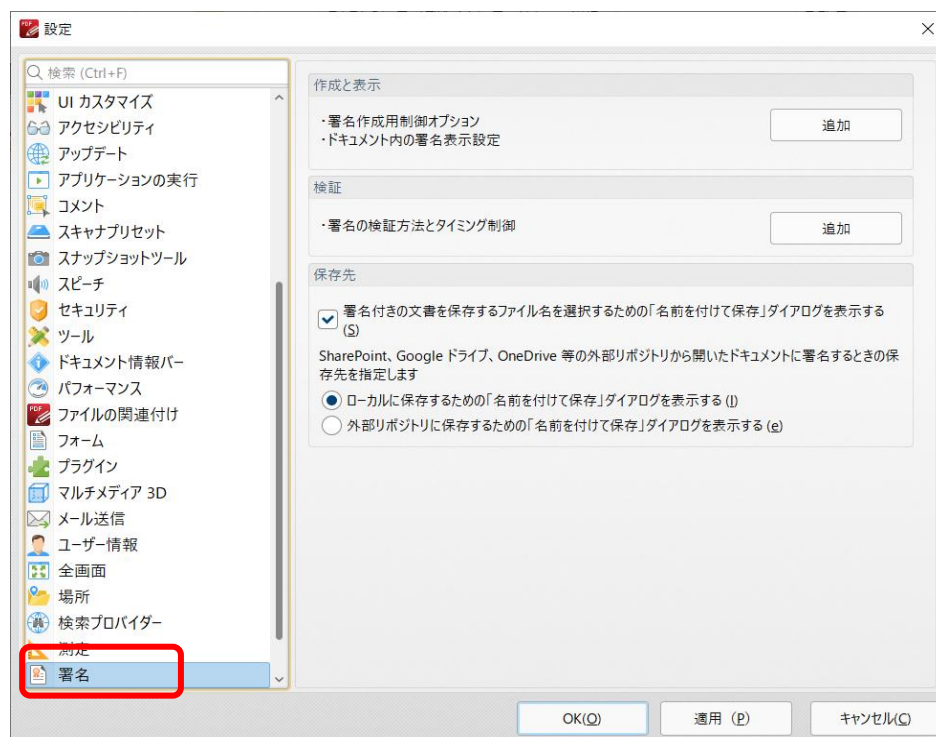 設定
検索 (Ctrl+F)
UI カスタマイズ
アクセシビリティ
アップデート
アプリケーションの実行
コメント
スキャナプリセット
スナップショットツール
スピーチ
セキュリティ
ツール
ドキュメント情報バー
パフォーマンス
ファイルの関連付け
フォーム
プラグイン
マルチメディア 3D
メール送信
ユーザー情報
全画面
場所
検索プロバイダー
測定
署名
作成と表示
・署名作成用制御オプション
・ドキュメント内の署名表示設定
追加
検証
・署名の検証方法とタイミング制御
追加
保存先
署名付きの文書を保存するファイル名を選択するための「名前を付けて保存」ダイアログを表示する
(S)
SharePoint、Google ドライブ、OneDrive 等の外部リポジトリから開いたドキュメントに署名するときの保
存先を指定します
ローカルに保存するための「名前を付けて保存」ダイアログを表示する (I)
外部リポジトリに保存するための「名前を付けて保存」ダイアログを表示する (e)
OK(O)
適用 (P)
キャンセル(C)